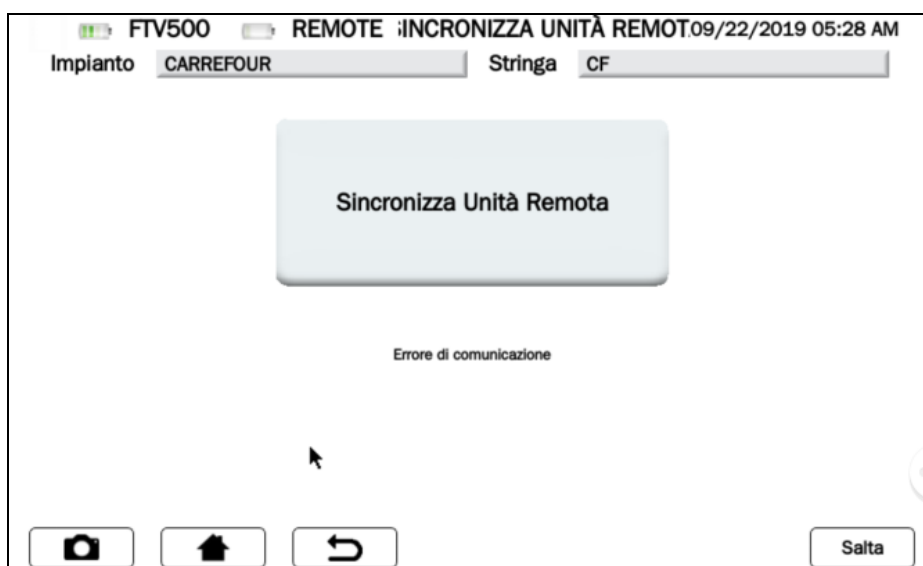 FTV500 REMOTE SINCRONIZZA UNITÀ REMOT 09/22/2019 05:28 AM
Impianto CARREFOUR Stringa CF
Sincronizza Unità Remota
Errore di comunicazione
Salta